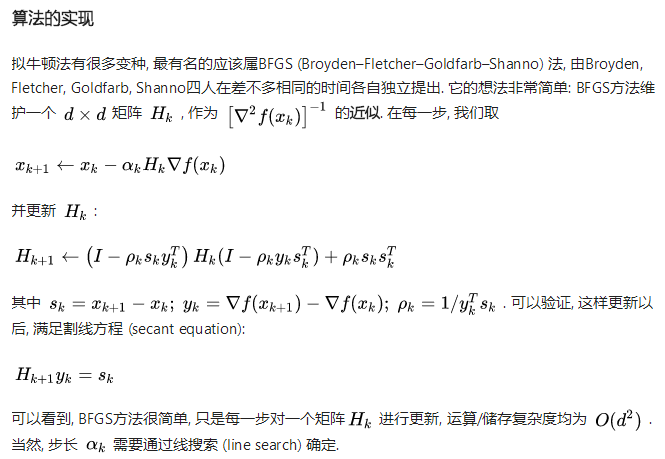 算法的实现
拟牛顿法有很多变种, 最有名的应该属BFGS (Broyden–Fletcher–Goldfarb–Shanno) 法, 由Broyden,
Fletcher, Goldfarb, Shanno四人在差不多相同的时间各自独立提出. 它的想法非常简单: BFGS方法维
护一个 $d \times d$ 矩阵 $H_k$ , 作为 $\left[\nabla^2 f(x_k)\right]^{-1}$ 的近似. 在每一步, 我们取
$x_{k+1} \leftarrow x_k - \alpha_k H_k \nabla f(x_k)$
并更新 $H_k$ :
$H_{k+1} \leftarrow \left(I - \rho_k s_k y_k^T\right) H_k (I - \rho_k y_k s_k^T) + \rho_k s_k s_k^T$
其中 $s_k = x_{k+1} - x_k;\ y_k = \nabla f(x_{k+1}) - \nabla f(x_k);\ \rho_k = 1/y_k^T s_k$ . 可以验证, 这样更新以
后, 满足割线方程 (secant equation):
$H_{k+1} y_k = s_k$
可以看到, BFGS方法很简单, 只是每一步对一个矩阵 $H_k$ 进行更新, 运算/储存复杂度均为 $O(d^2)$ .
当然, 步长 $\alpha_k$ 需要通过线搜索 (line search) 确定.